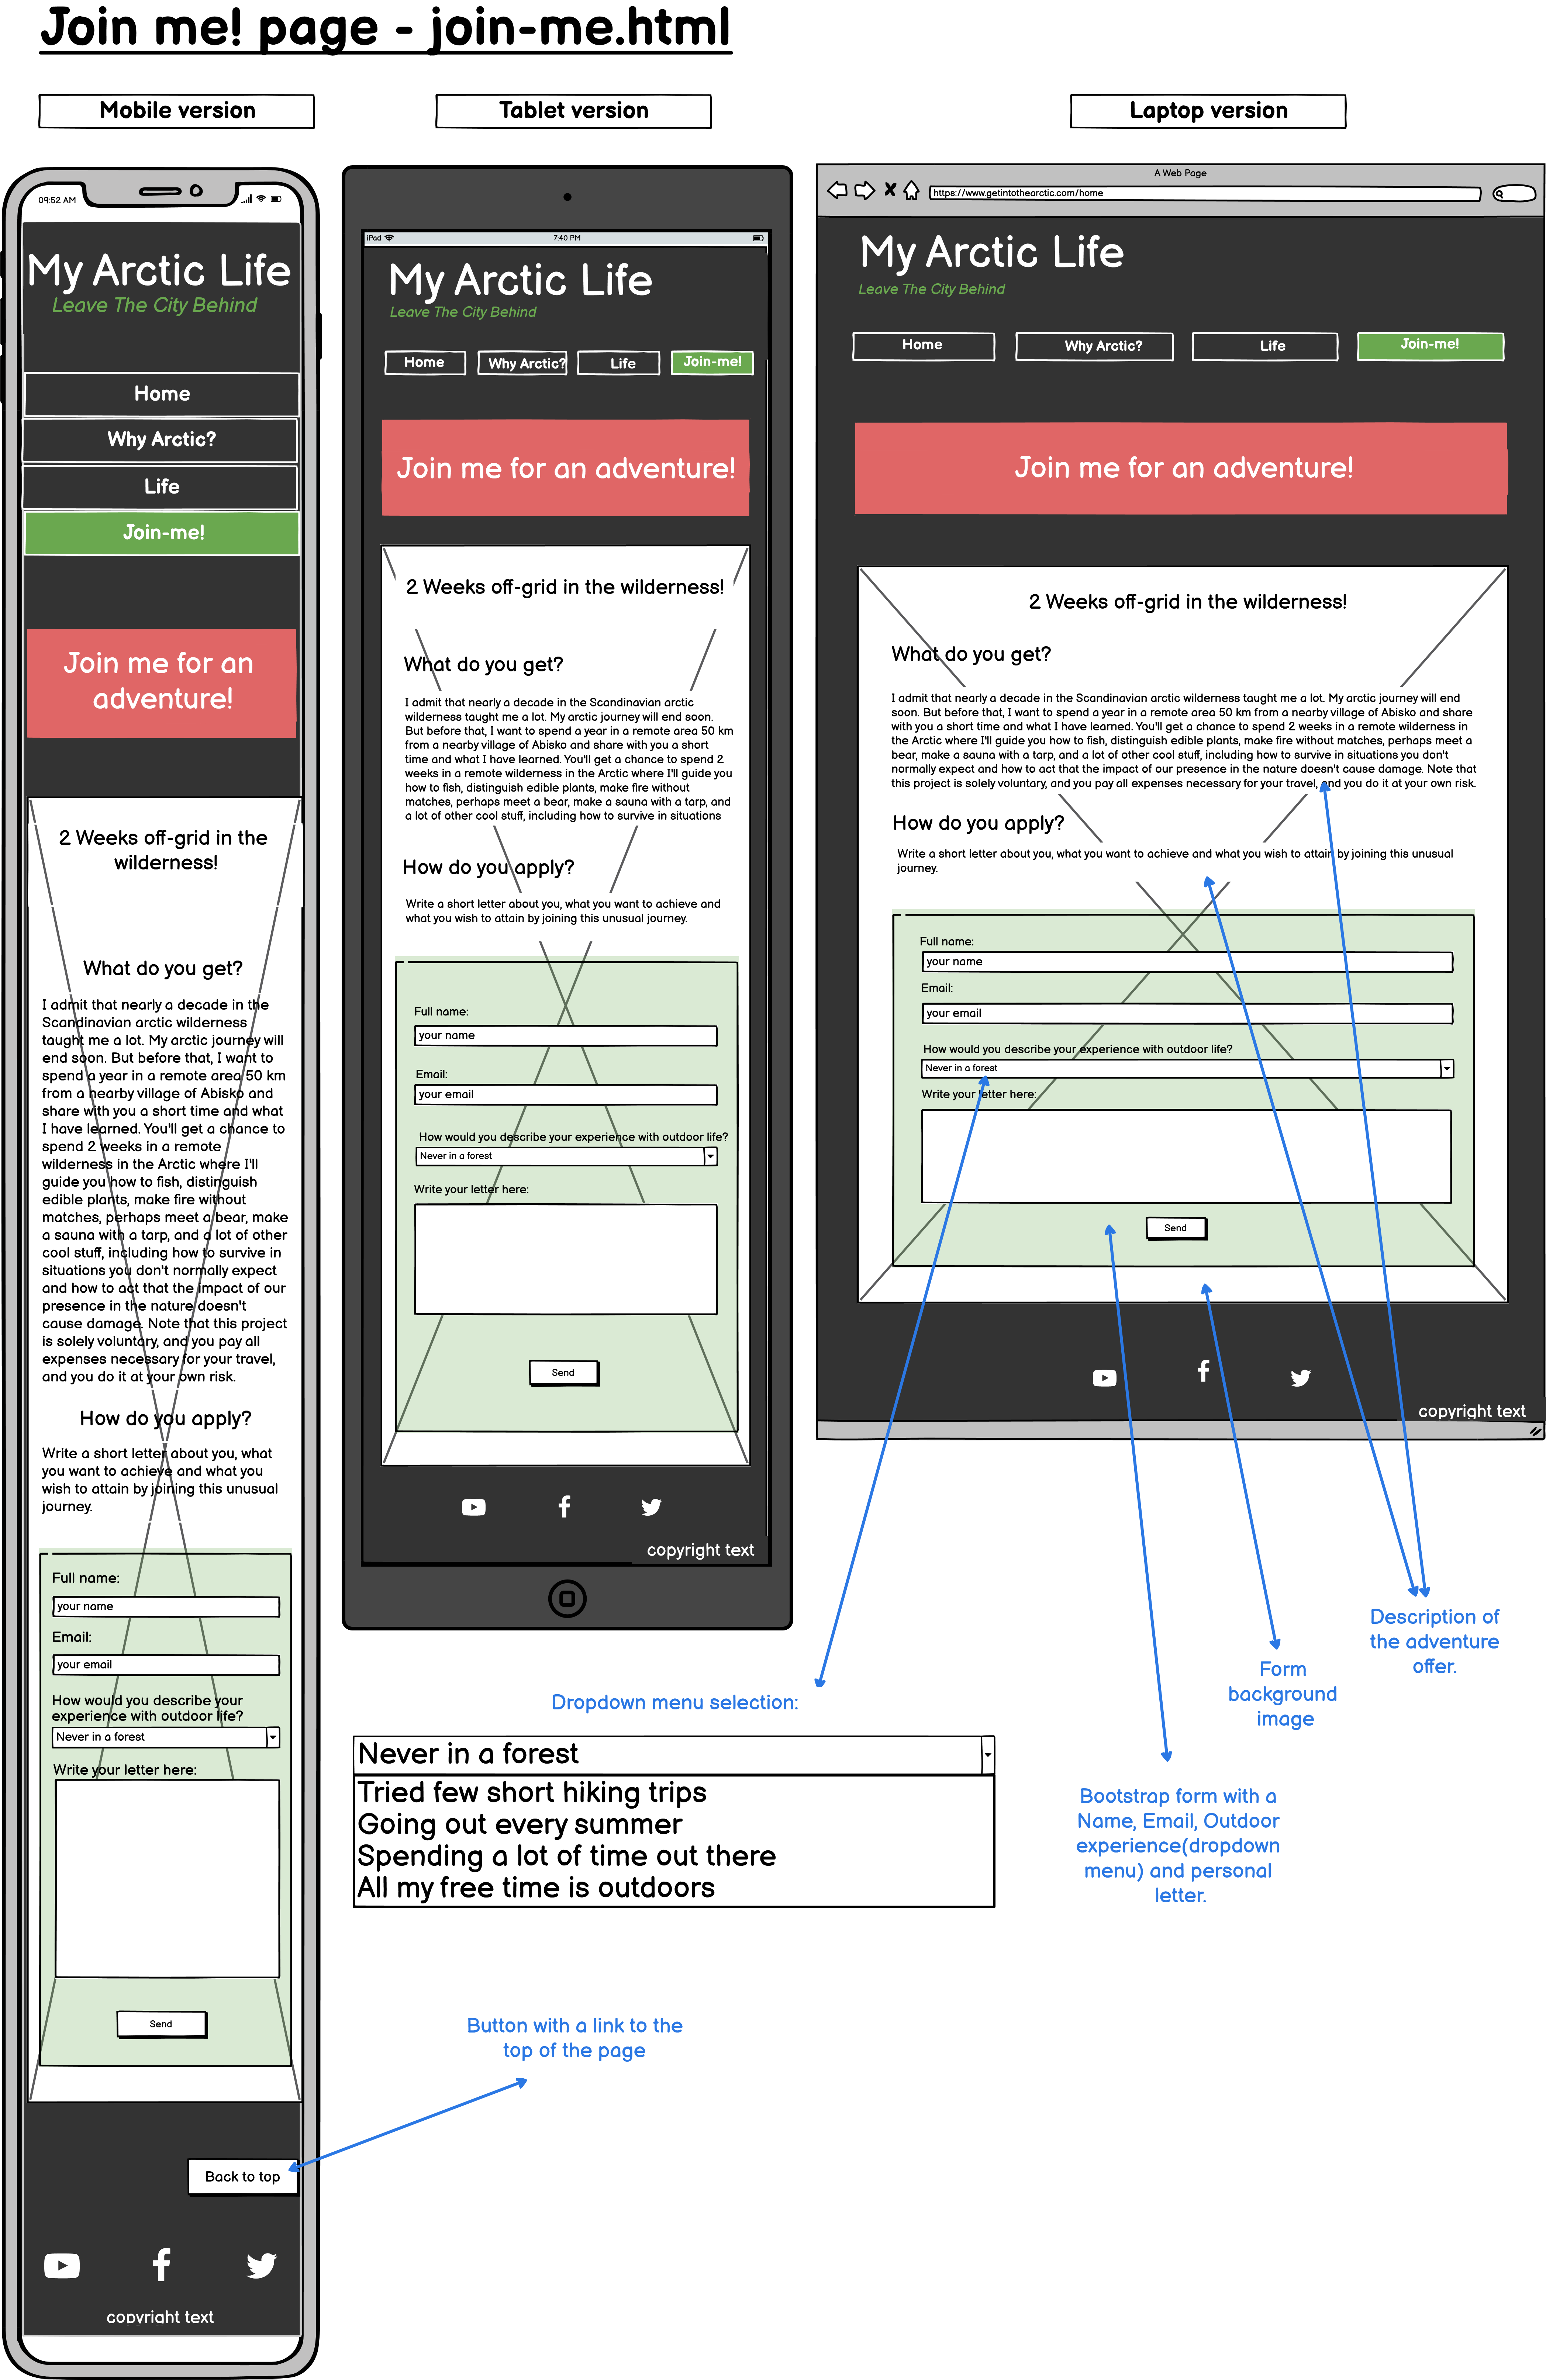 Join me! page - join-me.html
Mobile version
Tablet version
Laptop version
09:52 AM
My Arctic Life
Leave The City Behind
Home
Why Arctic?
Life
Join-me!
Join me for an
adventure!
2 Weeks off-grid in the
wilderness!
What do you get?
I admit that nearly a decade in the
Scandinavian arctic wilderness
taught me a lot. My arctic journey will
end soon. But before that, I want to
spend a year in a remote area 50 km
from a nearby village of Abisko and
share with you a short time and what
I have learned. You'll get a chance to
spend 2 weeks in a remote
wilderness in the Arctic where I'll
guide you how to fish, distinguish
edible plants, make fire without
matches, perhaps meet a bear, make
a sauna with a tarp, and a lot of other
cool stuff, including how to survive in
situations you don't normally expect
and how to act that the impact of our
presence in the nature doesn't
cause damage. Note that this project
is solely voluntary, and you pay all
expenses necessary for your travel,
and you do it at your own risk.
How do you apply?
Write a short letter about you, what
you want to achieve and what you
wish to attain by joining this unusual
journey.
Full name:
your name
Email:
your email
How would you describe your
experience with outdoor life?
Never in a forest
Write your letter here:
Send
Back to top
copyright text
iPad
7:40 PM
My Arctic Life
Leave The City Behind
Home
Why Arctic?
Life
Join-me!
Join me for an adventure!
2 Weeks off-grid in the wilderness!
What do you get?
I admit that nearly a decade in the Scandinavian arctic
wilderness taught me a lot. My arctic journey will end soon.
But before that, I want to spend a year in a remote area 50 km
from a nearby village of Abisko and share with you a short
time and what I have learned. You'll get a chance to spend 2
weeks in a remote wilderness in the Arctic where I'll guide you
how to fish, distinguish edible plants, make fire without
matches, perhaps meet a bear, make a sauna with a tarp, and
a lot of other cool stuff, including how to survive in situations
How do you apply?
Write a short letter about you, what you want to achieve and
what you wish to attain by joining this unusual journey.
Full name:
your name
Email:
your email
How would you describe your experience with outdoor life?
Never in a forest
Write your letter here:
Send
copyright text
A Web Page
https://www.getintothearctic.com/home
My Arctic Life
Leave The City Behind
Home
Why Arctic?
Life
Join-me!
Join me for an adventure!
2 Weeks off-grid in the wilderness!
What do you get?
I admit that nearly a decade in the Scandinavian arctic wilderness taught me a lot. My arctic journey will end
soon. But before that, I want to spend a year in a remote area 50 km from a nearby village of Abisko and share
with you a short time and what I have learned. You'll get a chance to spend 2 weeks in a remote wilderness in
the Arctic where I'll guide you how to fish, distinguish edible plants, make fire without matches, perhaps meet a
bear, make a sauna with a tarp, and a lot of other cool stuff, including how to survive in situations you don't
normally expect and how to act that the impact of our presence in the nature doesn't cause damage. Note that
this project is solely voluntary, and you pay all expenses necessary for your travel, and you do it at your own risk.
How do you apply?
Write a short letter about you, what you want to achieve and what you wish to attain by joining this unusual
journey.
Full name:
your name
Email:
your email
How would you describe your experience with outdoor life?
Never in a forest
Write your letter here:
Send
copyright text
Description of
the adventure
offer.
Form
background
image
Bootstrap form with a
Name, Email, Outdoor
experience(dropdown
menu) and personal
letter.
Dropdown menu selection:
Never in a forest
Tried few short hiking trips
Going out every summer
Spending a lot of time out there
All my free time is outdoors
Button with a link to the
top of the page